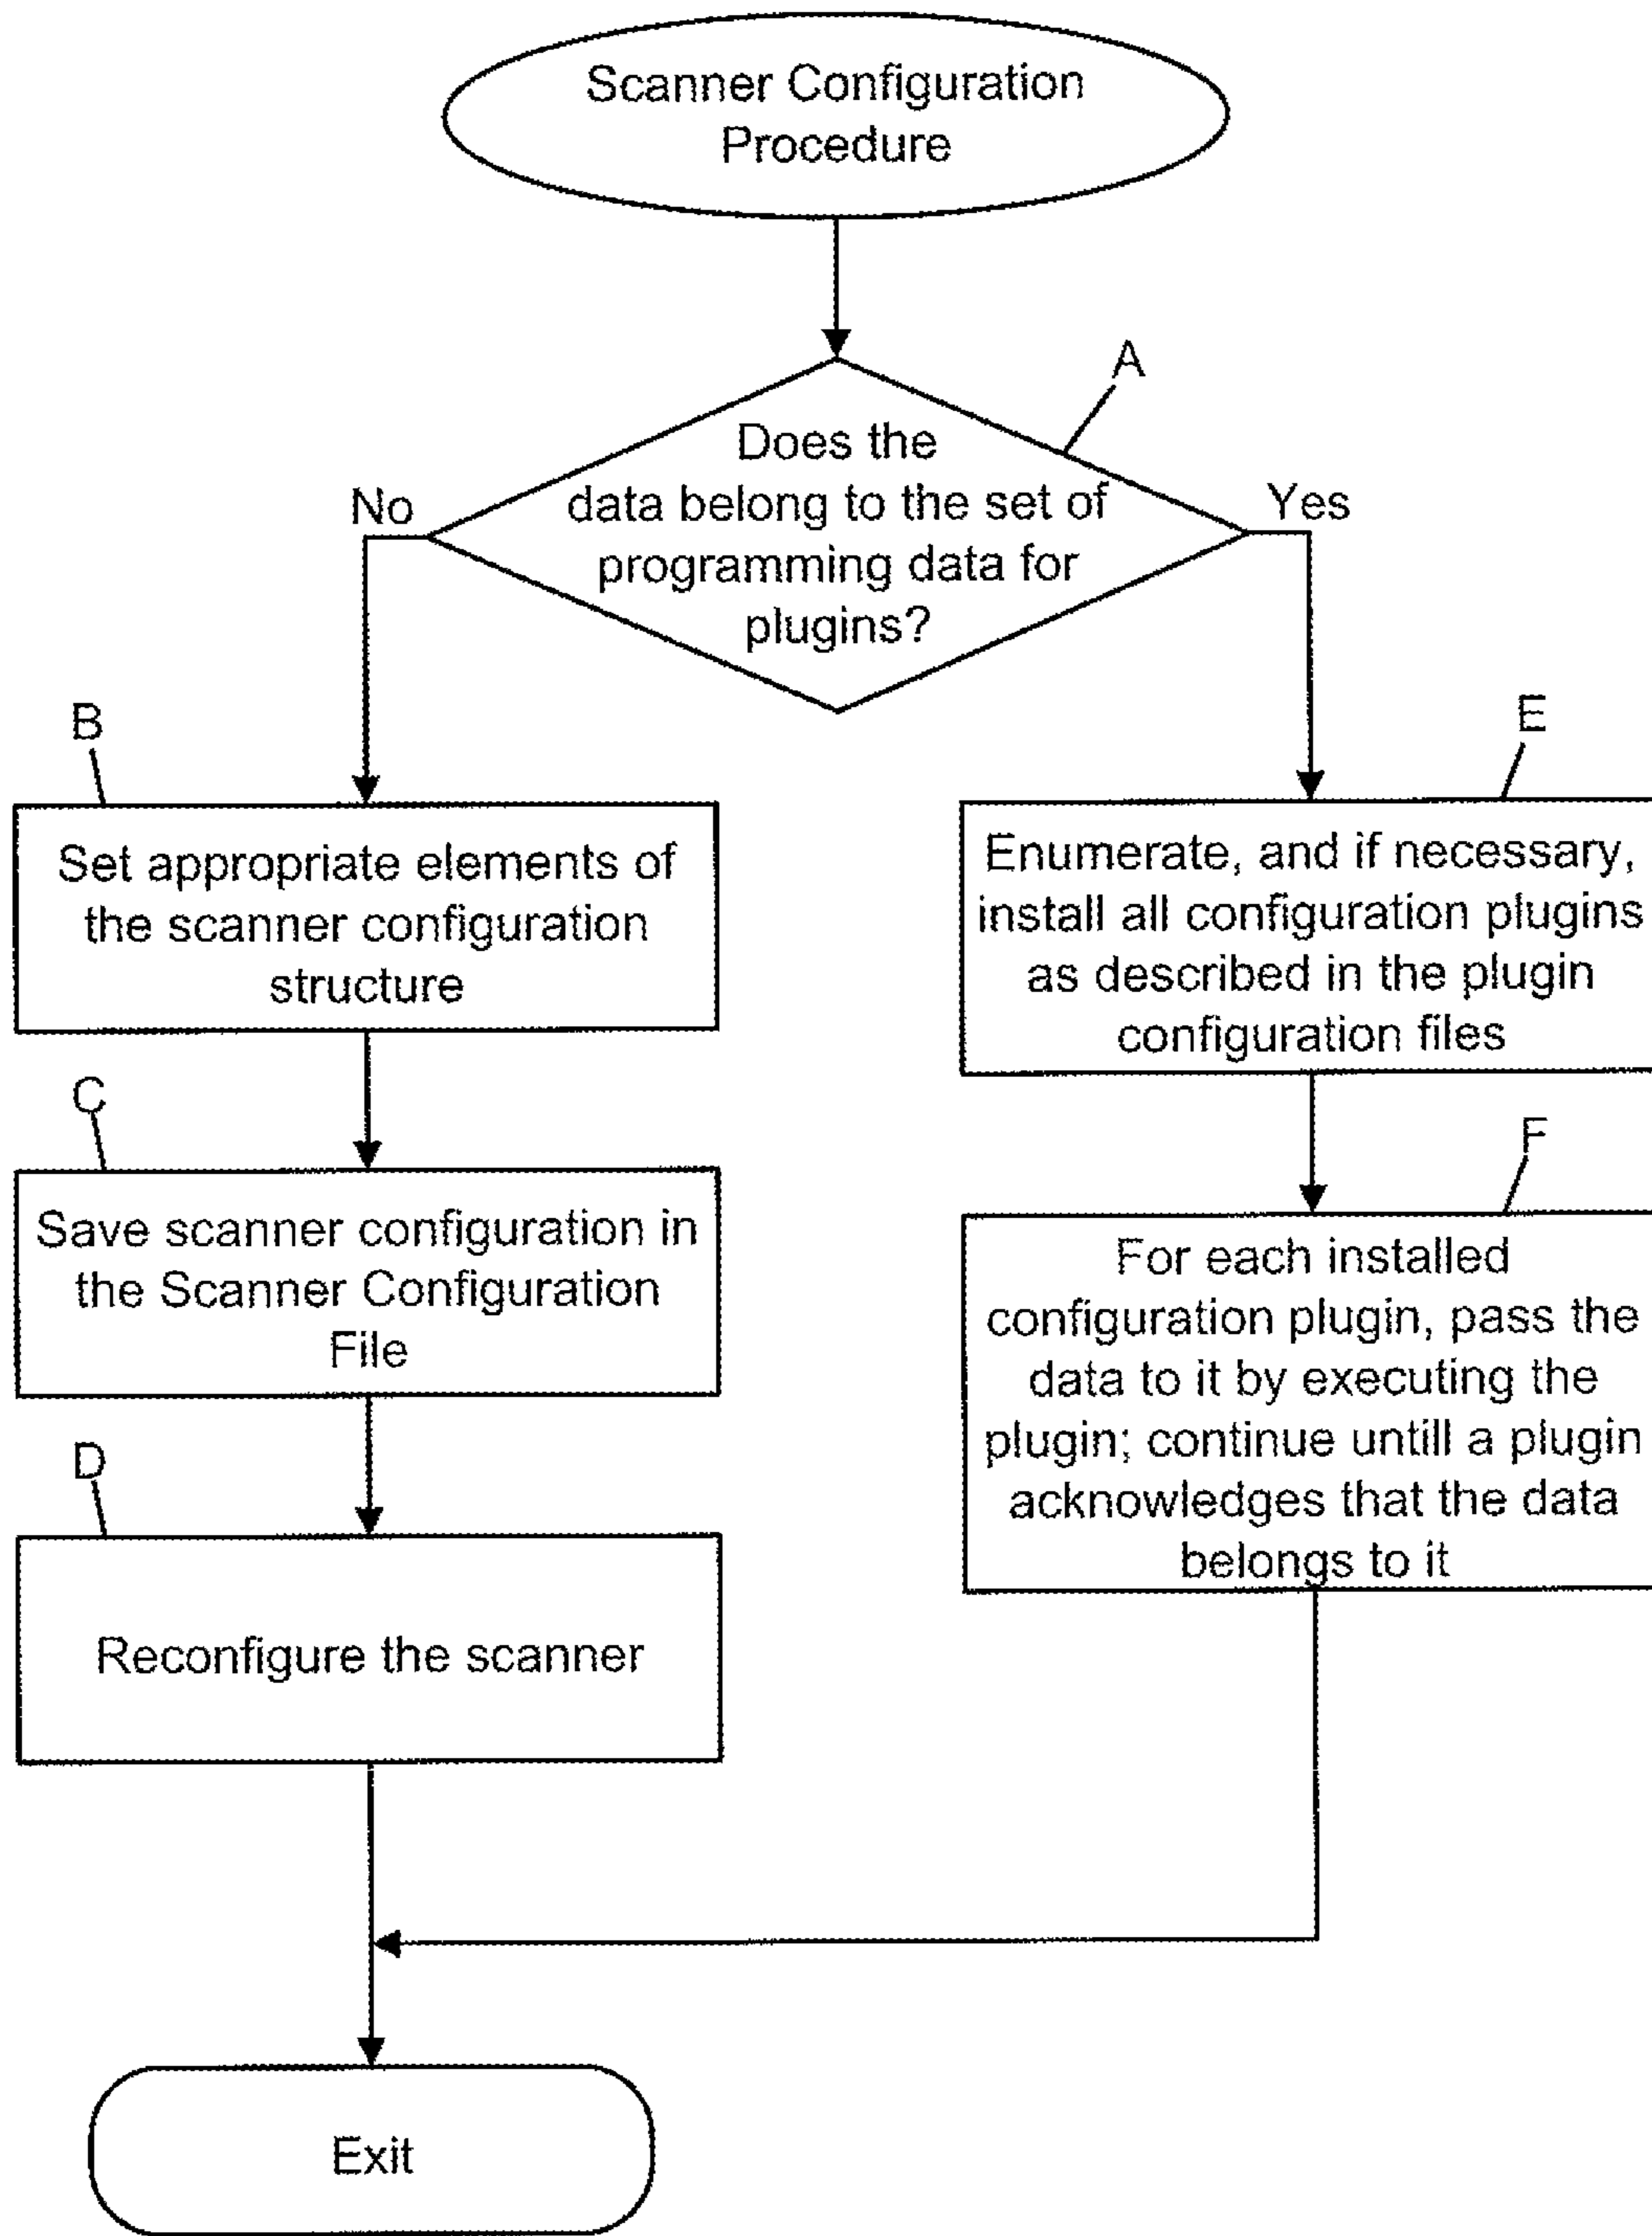 Scanner Configuration
Procedure
A
Does the
data belong to the set of
programming data for
plugins?
No
Yes
B
Set appropriate elements of
the scanner configuration
structure
C
Save scanner configuration in
the Scanner Configuration
File
D
Reconfigure the scanner
E
Enumerate, and if necessary,
install all configuration plugins
as described in the plugin
configuration files
F
For each installed
configuration plugin, pass the
data to it by executing the
plugin; continue untill a plugin
acknowledges that the data
belongs to it
Exit